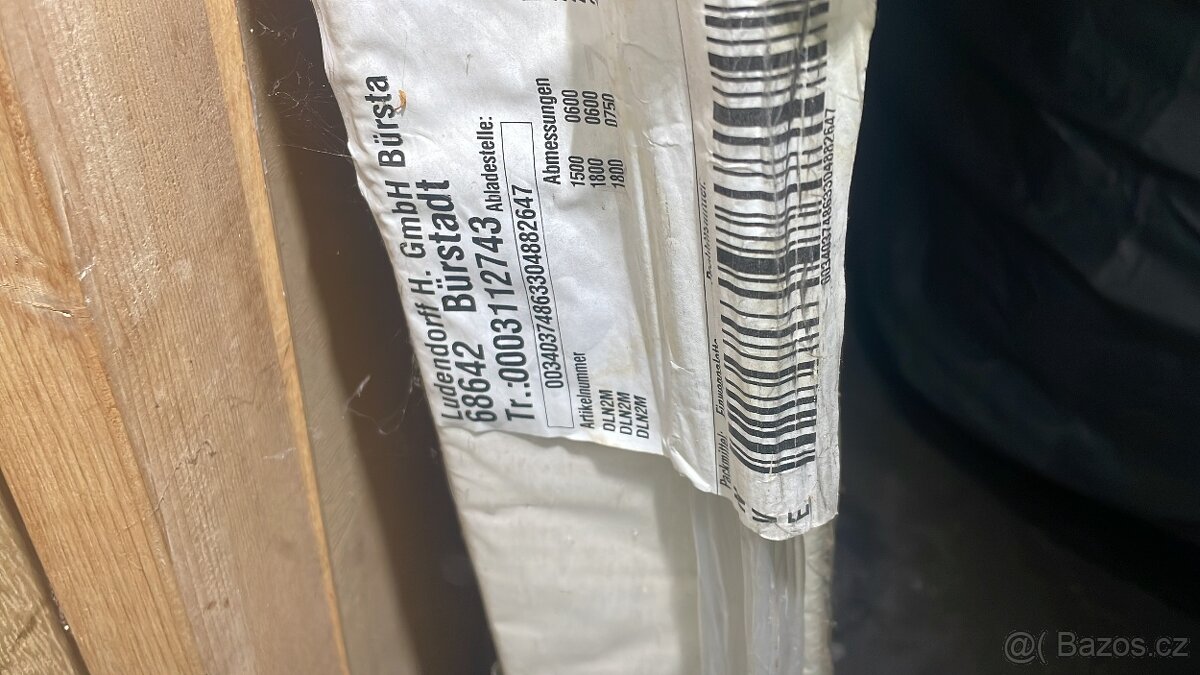 Ludendorff H. GmbH Bürsta
68642 Bürstadt
Tr.:0003112743 Abladestelle:
00340374863304882647
Artikelnummer Abmessungen
DLN2M 1500 0600
DLN2M 1800 0600
DLN2M 1800 0750
Packmittel: Einwegpalette
00340374863304882647
V
E
@( Bazos.cz